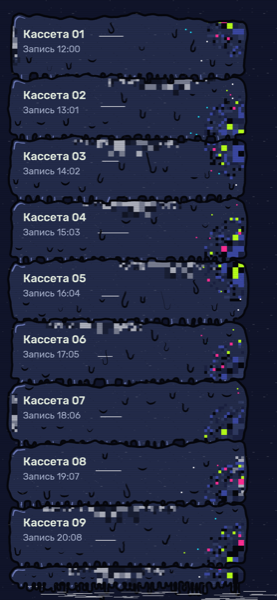 Кассета 01
Запись 12:00
Кассета 02
Запись 13:01
Кассета 03
Запись 14:02
Кассета 04
Запись 15:03
Кассета 05
Запись 16:04
Кассета 06
Запись 17:05
Кассета 07
Запись 18:06
Кассета 08
Запись 19:07
Кассета 09
Запись 20:08